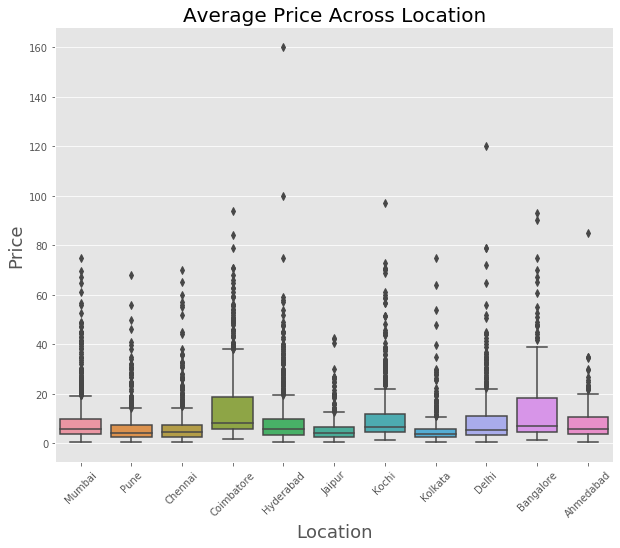 Average Price Across Location
Price
160
140
120
100
80
60
40
20
0
Mumbai
Pune
Chennai
Coimbatore
Hyderabad
Jaipur
Kochi
Kolkata
Delhi
Bangalore
Ahmedabad
Location